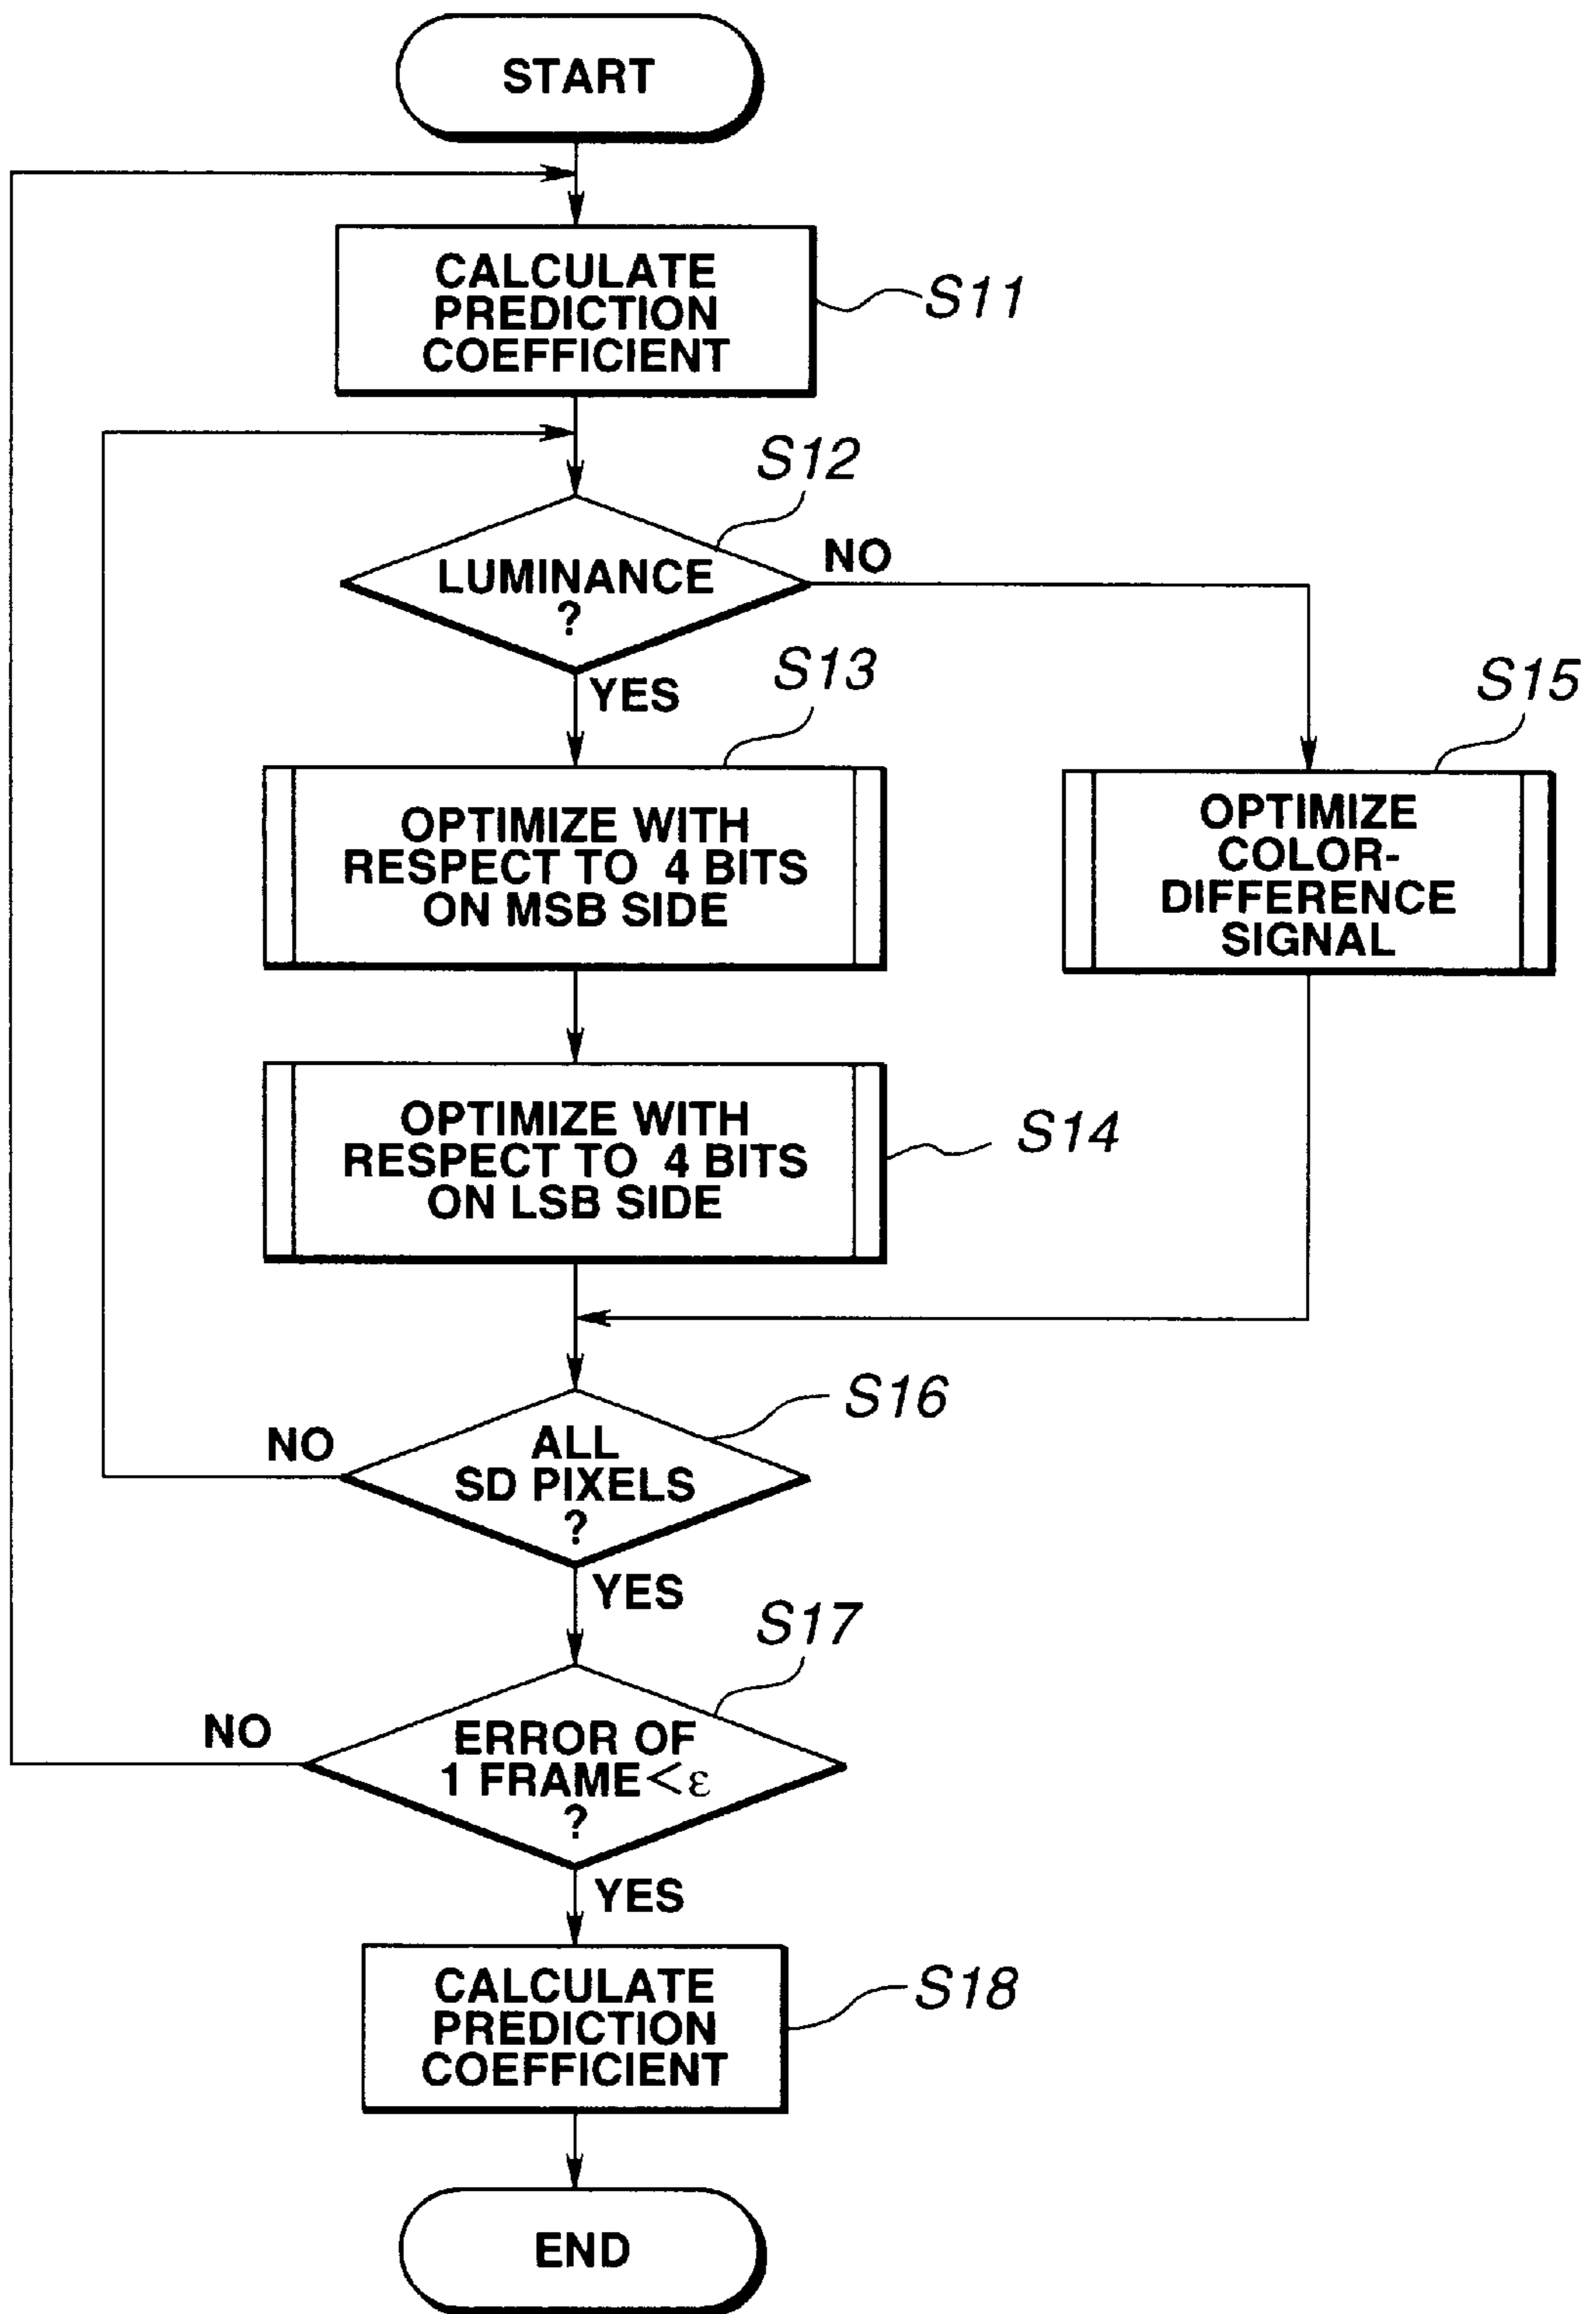 START
CALCULATE
PREDICTION
COEFFICIENT
S11
S12
LUMINANCE
?
NO
YES
S13
S15
OPTIMIZE WITH
RESPECT TO 4 BITS
ON MSB SIDE
OPTIMIZE
COLOR-
DIFFERENCE
SIGNAL
OPTIMIZE WITH
RESPECT TO 4 BITS
ON LSB SIDE
S14
S16
NO
ALL
SD PIXELS
?
YES
S17
NO
ERROR OF
1 FRAME<ε
?
YES
CALCULATE
PREDICTION
COEFFICIENT
S18
END